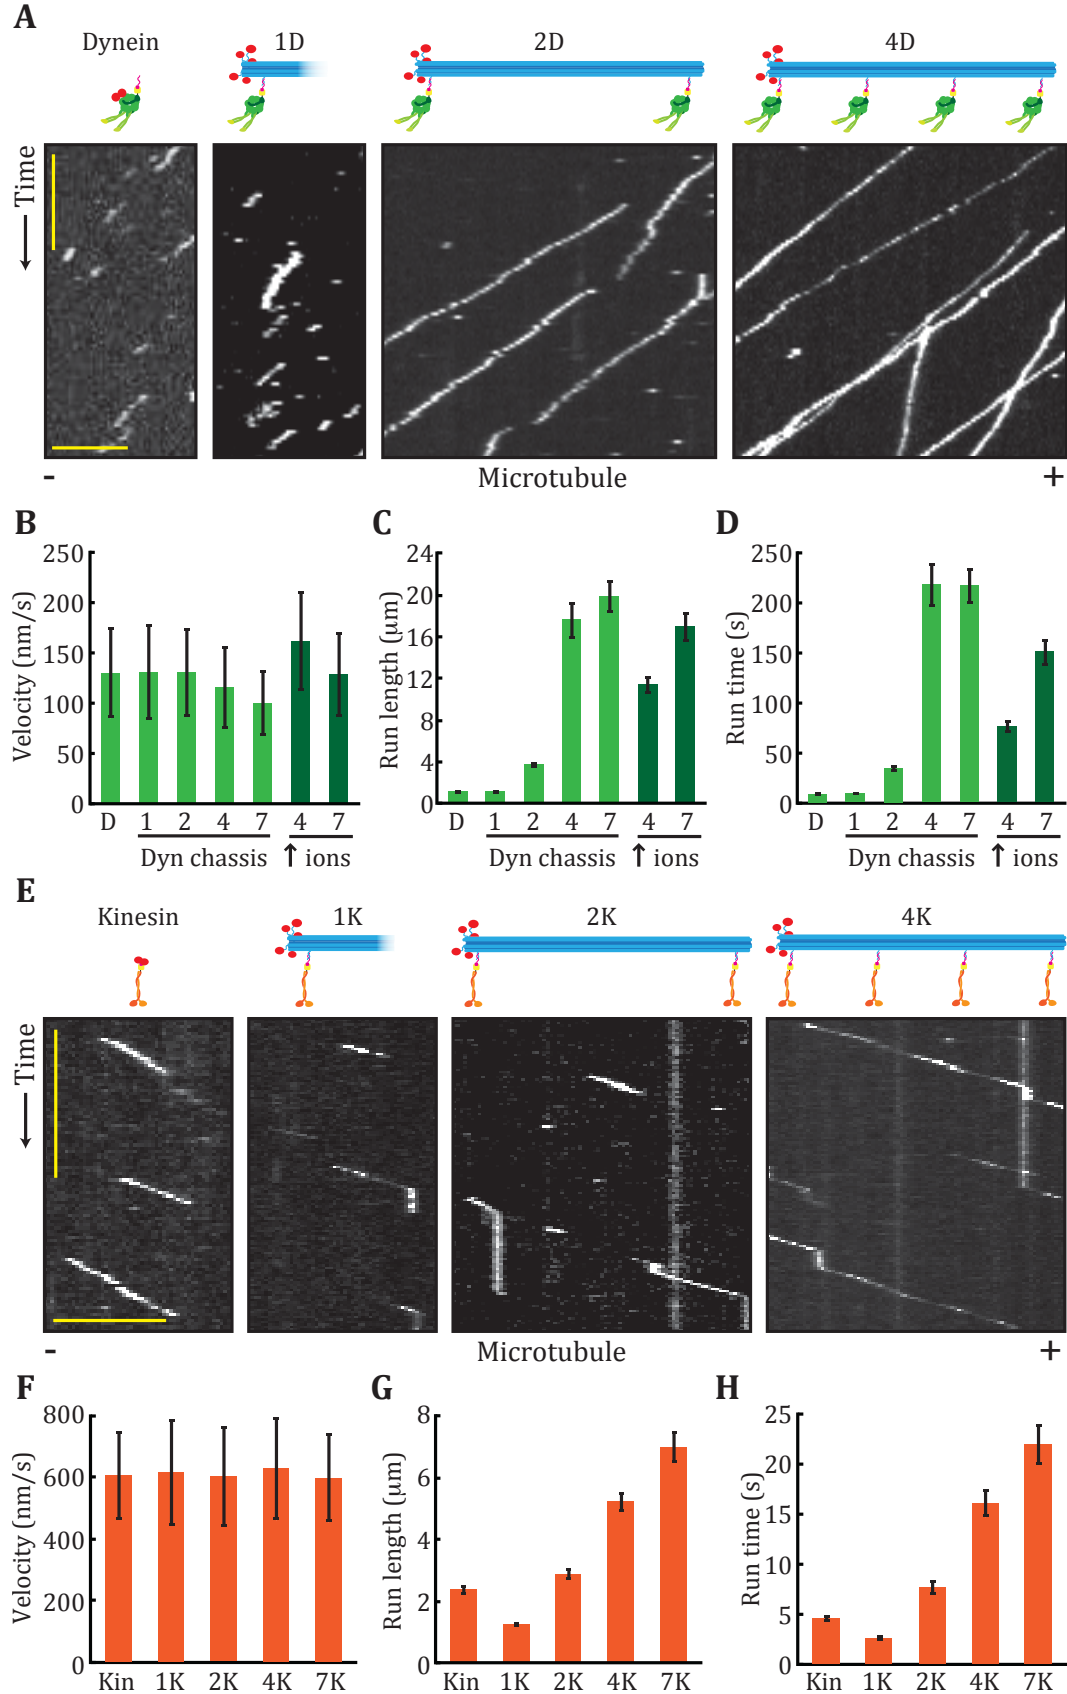 A
Dynein 1D 2D 4D
← Time
- Microtubule +
B C D
Velocity (nm/s)
250
200
150
100
50
0
D 1 2 4 7 4 7
Dyn chassis ↑ ions
Run length (μm)
24
20
16
12
8
4
0
D 1 2 4 7 4 7
Dyn chassis ↑ ions
Run time (s)
250
200
150
100
50
0
D 1 2 4 7 4 7
Dyn chassis ↑ ions
E
Kinesin 1K 2K 4K
← Time
- Microtubule +
F G H
Velocity (nm/s)
800
600
400
200
0
Kin 1K 2K 4K 7K
Run length (μm)
8
6
4
2
0
Kin 1K 2K 4K 7K
Run time (s)
25
20
15
10
5
0
Kin 1K 2K 4K 7K